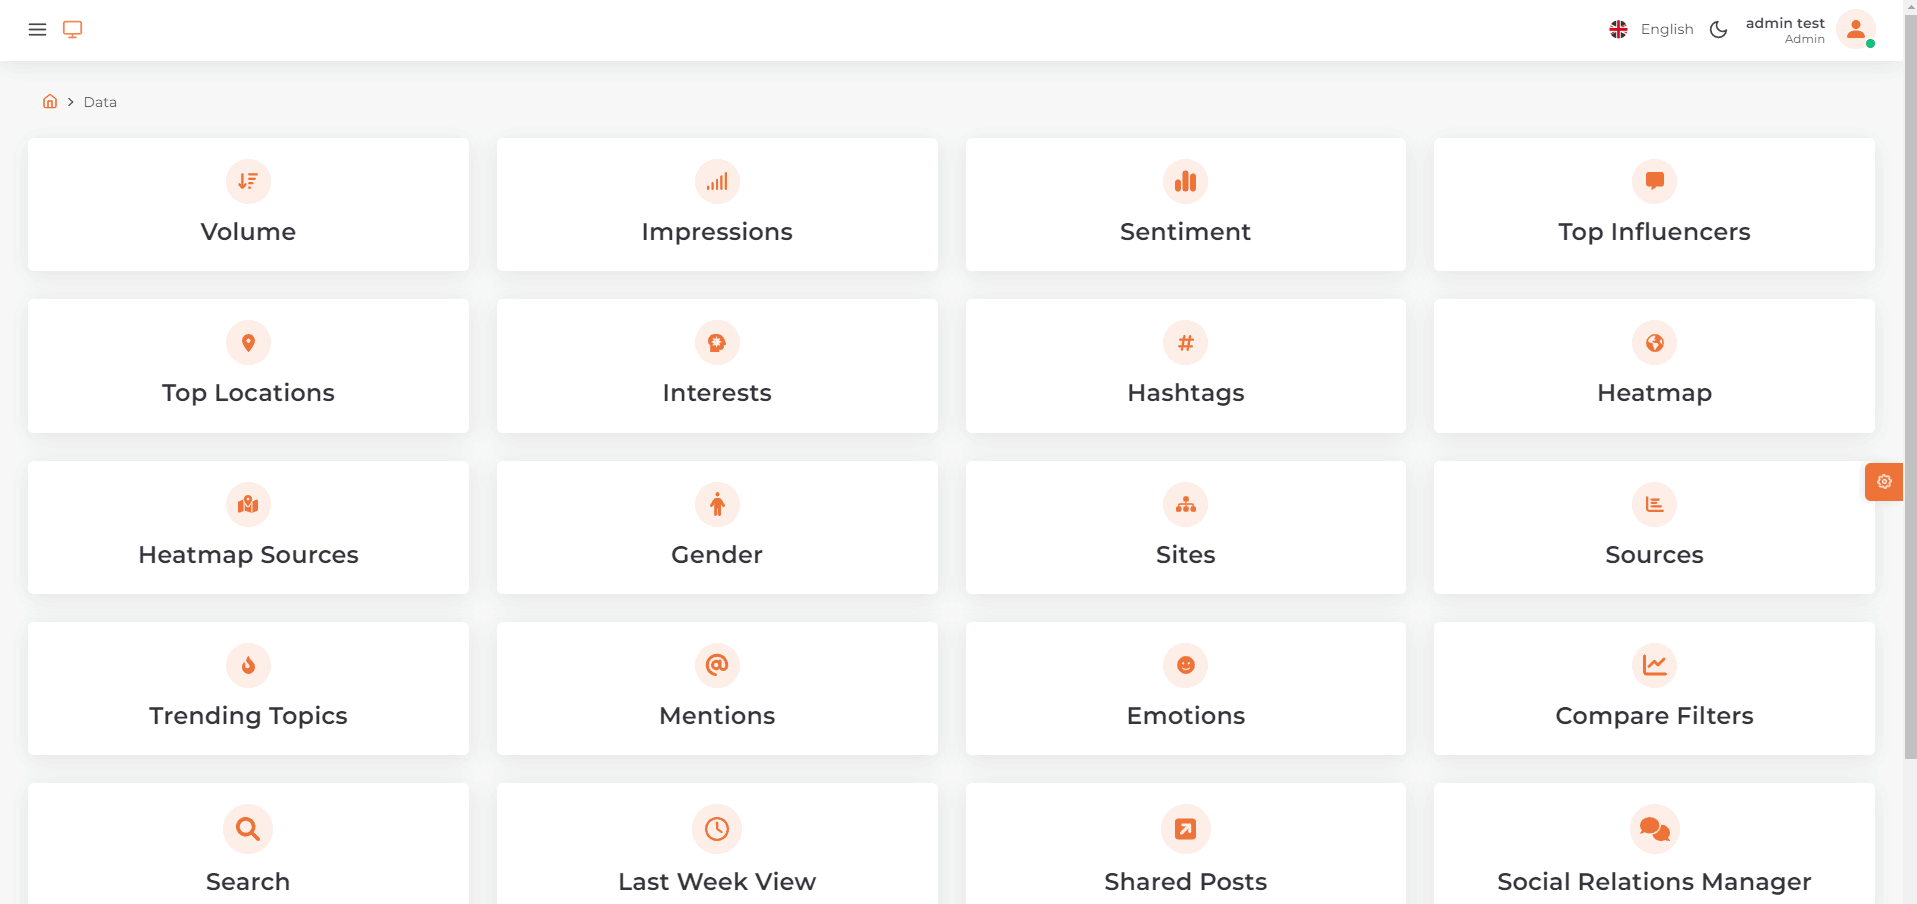 English
admin test
Admin
Data
Volume
Impressions
Sentiment
Top Influencers
Top Locations
Interests
Hashtags
Heatmap
Heatmap Sources
Gender
Sites
Sources
Trending Topics
Mentions
Emotions
Compare Filters
Search
Last Week View
Shared Posts
Social Relations Manager